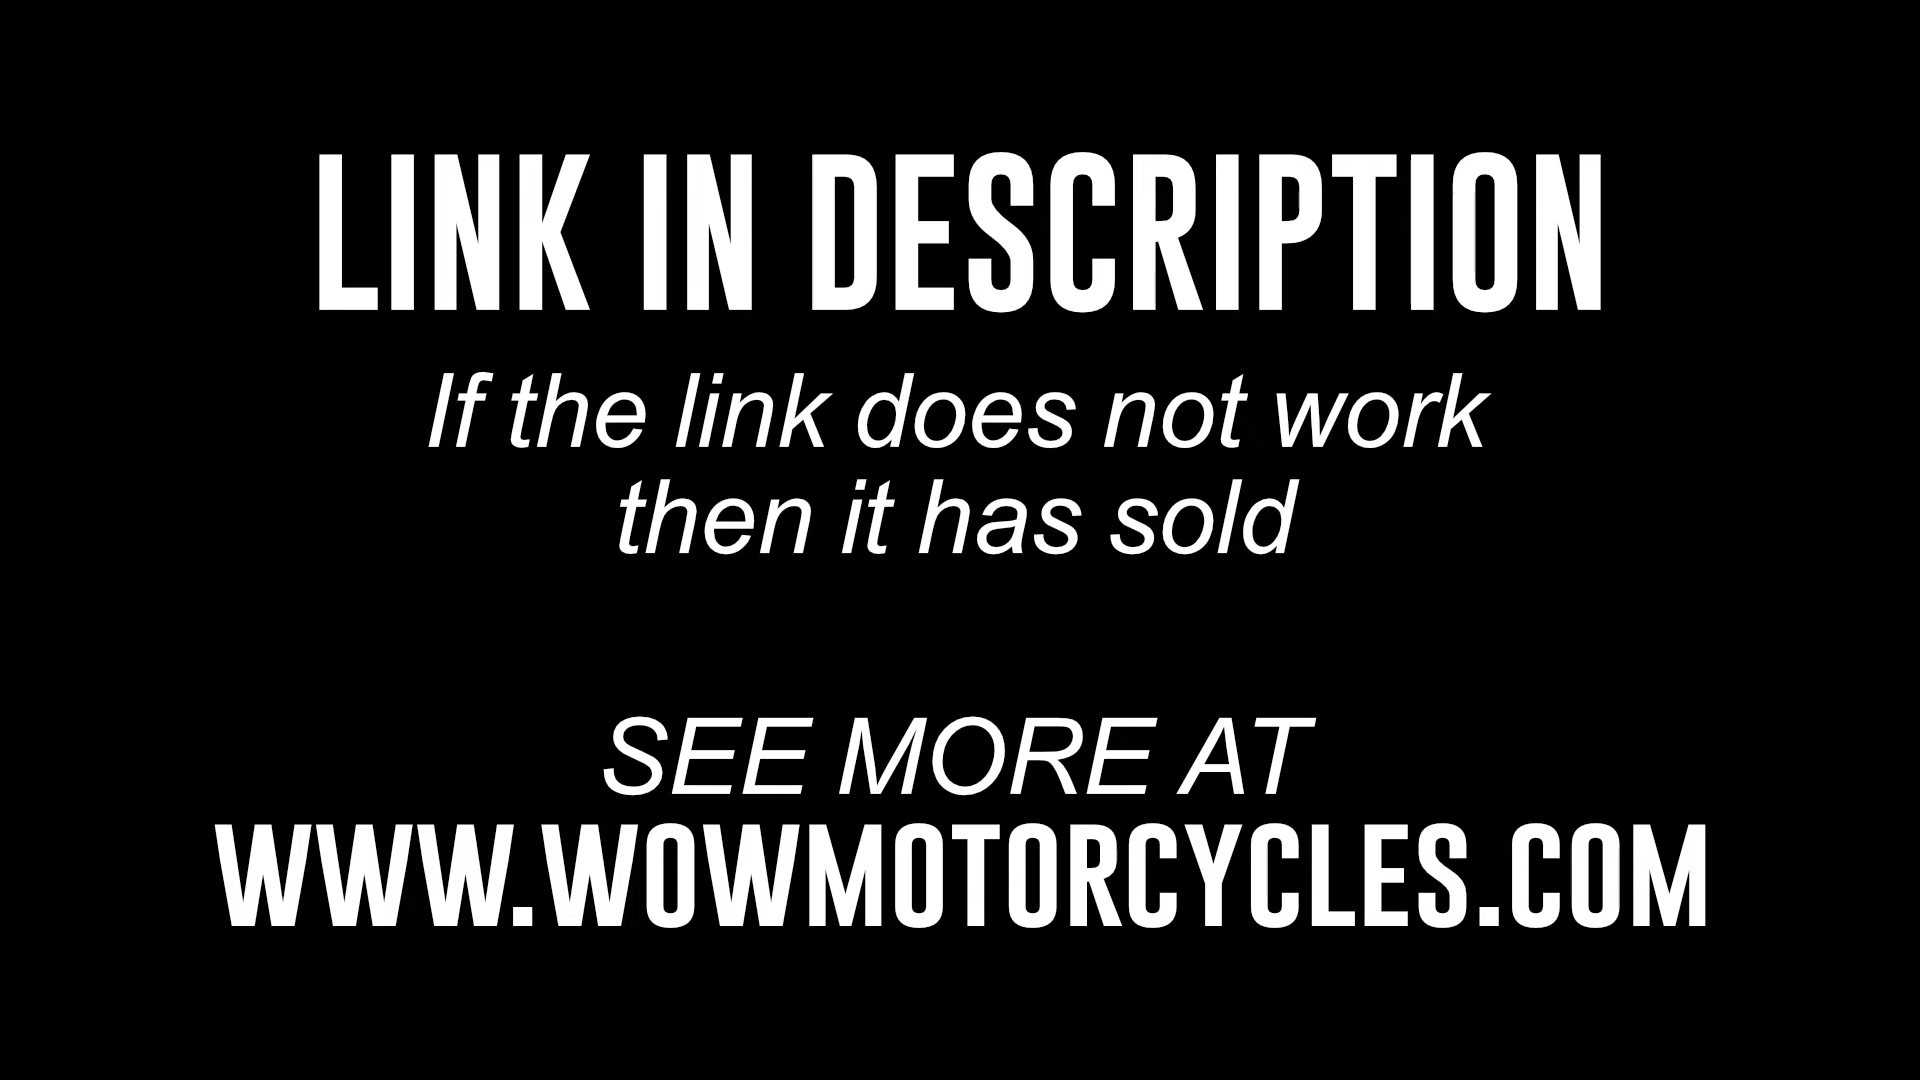 LINK IN DESCRIPTION
If the link does not work
then it has sold
SEE MORE AT
WWW.WOWMOTORCYCLES.COM